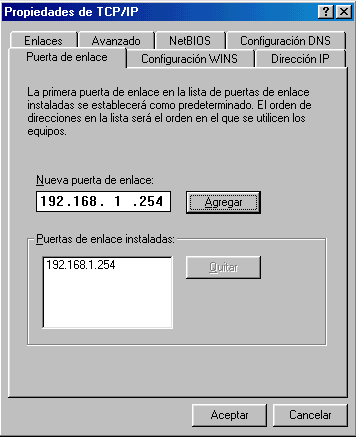 Propiedades de TCP/IP
Enlaces Avanzado NetBIOS Configuración DNS
Puerta de enlace Configuración WINS Dirección IP
La primera puerta de enlace en la lista de puertas de enlace
instaladas se establecerá como predeterminado. El orden de
direcciones en la lista será el orden en el que se utilicen los
equipos.
Nueva puerta de enlace:
192.168. 1 .254 Agregar
Puertas de enlace instaladas:
192.168.1.254 Quitar
Aceptar Cancelar